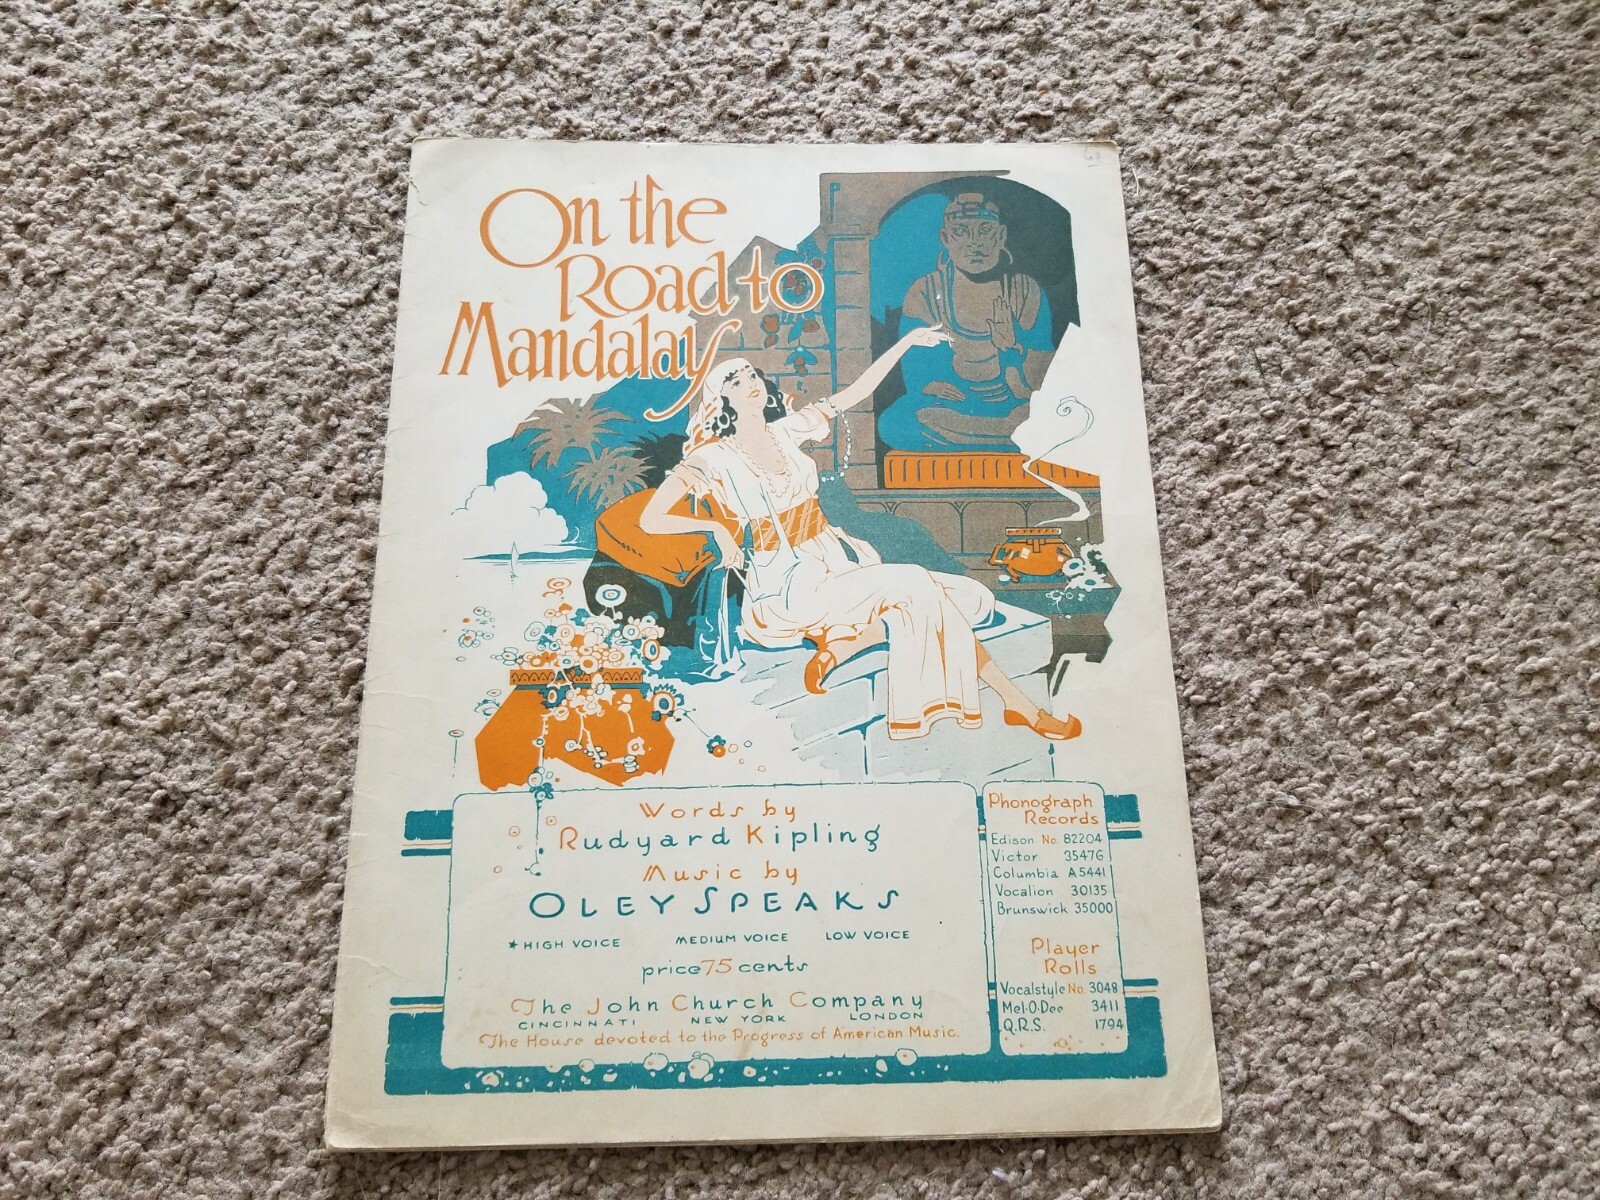 On the
Road to
Mandalay
Words by
Rudyard Kipling
Music by
OLEY SPEAKS
*HIGH VOICE MEDIUM VOICE LOW VOICE
price 75 cents
The John Church Company
CINCINNATI NEW YORK LONDON
The House devoted to the Progress of American Music.
Phonograph
Records
Edison No. 82204
Victor 35476
Columbia A5441
Vocalion 30135
Brunswick 35000
Player
Rolls
Vocalstyle No. 3048
Mel-O-Dee 3411
Q.R.S. 1794